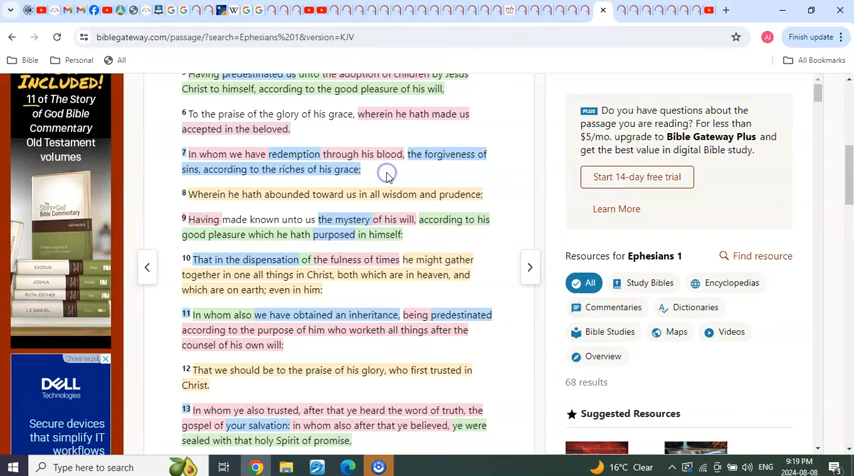 biblegateway.com/passage/?search=Ephesians%201&version=KJV
AI
Finish update
Bible
Personal
All
All Bookmarks
INCLUDED!
11 of The Story
of God Bible
Commentary
Old Testament
volumes
EXODUS
JOSHUA
RUTH, ESTHER
1-2 SAMUEL
DELL
Secure devices
that simplify IT
workflows
5 Having predestinated us unto the adoption of children by Jesus
Christ to himself, according to the good pleasure of his will,
6 To the praise of the glory of his grace, wherein he hath made us
accepted in the beloved.
7 In whom we have redemption through his blood, the forgiveness of
sins, according to the riches of his grace;
8 Wherein he hath abounded toward us in all wisdom and prudence;
9 Having made known unto us the mystery of his will, according to his
good pleasure which he hath purposed in himself:
10 That in the dispensation of the fulness of times he might gather
together in one all things in Christ, both which are in heaven, and
which are on earth; even in him:
11 In whom also we have obtained an inheritance, being predestinated
according to the purpose of him who worketh all things after the
counsel of his own will:
12 That we should be to the praise of his glory, who first trusted in
Christ.
13 In whom ye also trusted, after that ye heard the word of truth, the
gospel of your salvation: in whom also after that ye believed, ye were
sealed with that holy Spirit of promise,
PLUS Do you have questions about the
passage you are reading? For less than
$5/mo. upgrade to Bible Gateway Plus and
get the best value in digital Bible study.
Start 14-day free trial
Learn More
Resources for Ephesians 1
Find resource
All
Study Bibles
Encyclopedias
Commentaries
Dictionaries
Bible Studies
Maps
Videos
Overview
68 results
Suggested Resources
Type here to search
16°C Clear
9:19 PM
2024-08-08